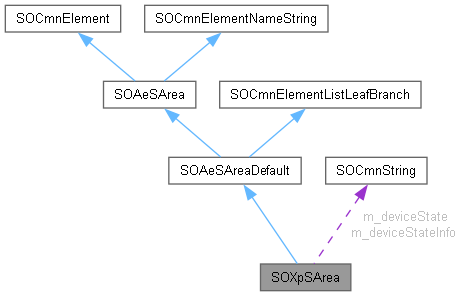 SOCmnElement
SOCmnElementNameString
SOAeSArea
SOCmnElementListLeafBranch
SOAeSAreaDefault
SOCmnString
m_deviceState
m_deviceStateInfo
SOXpSArea